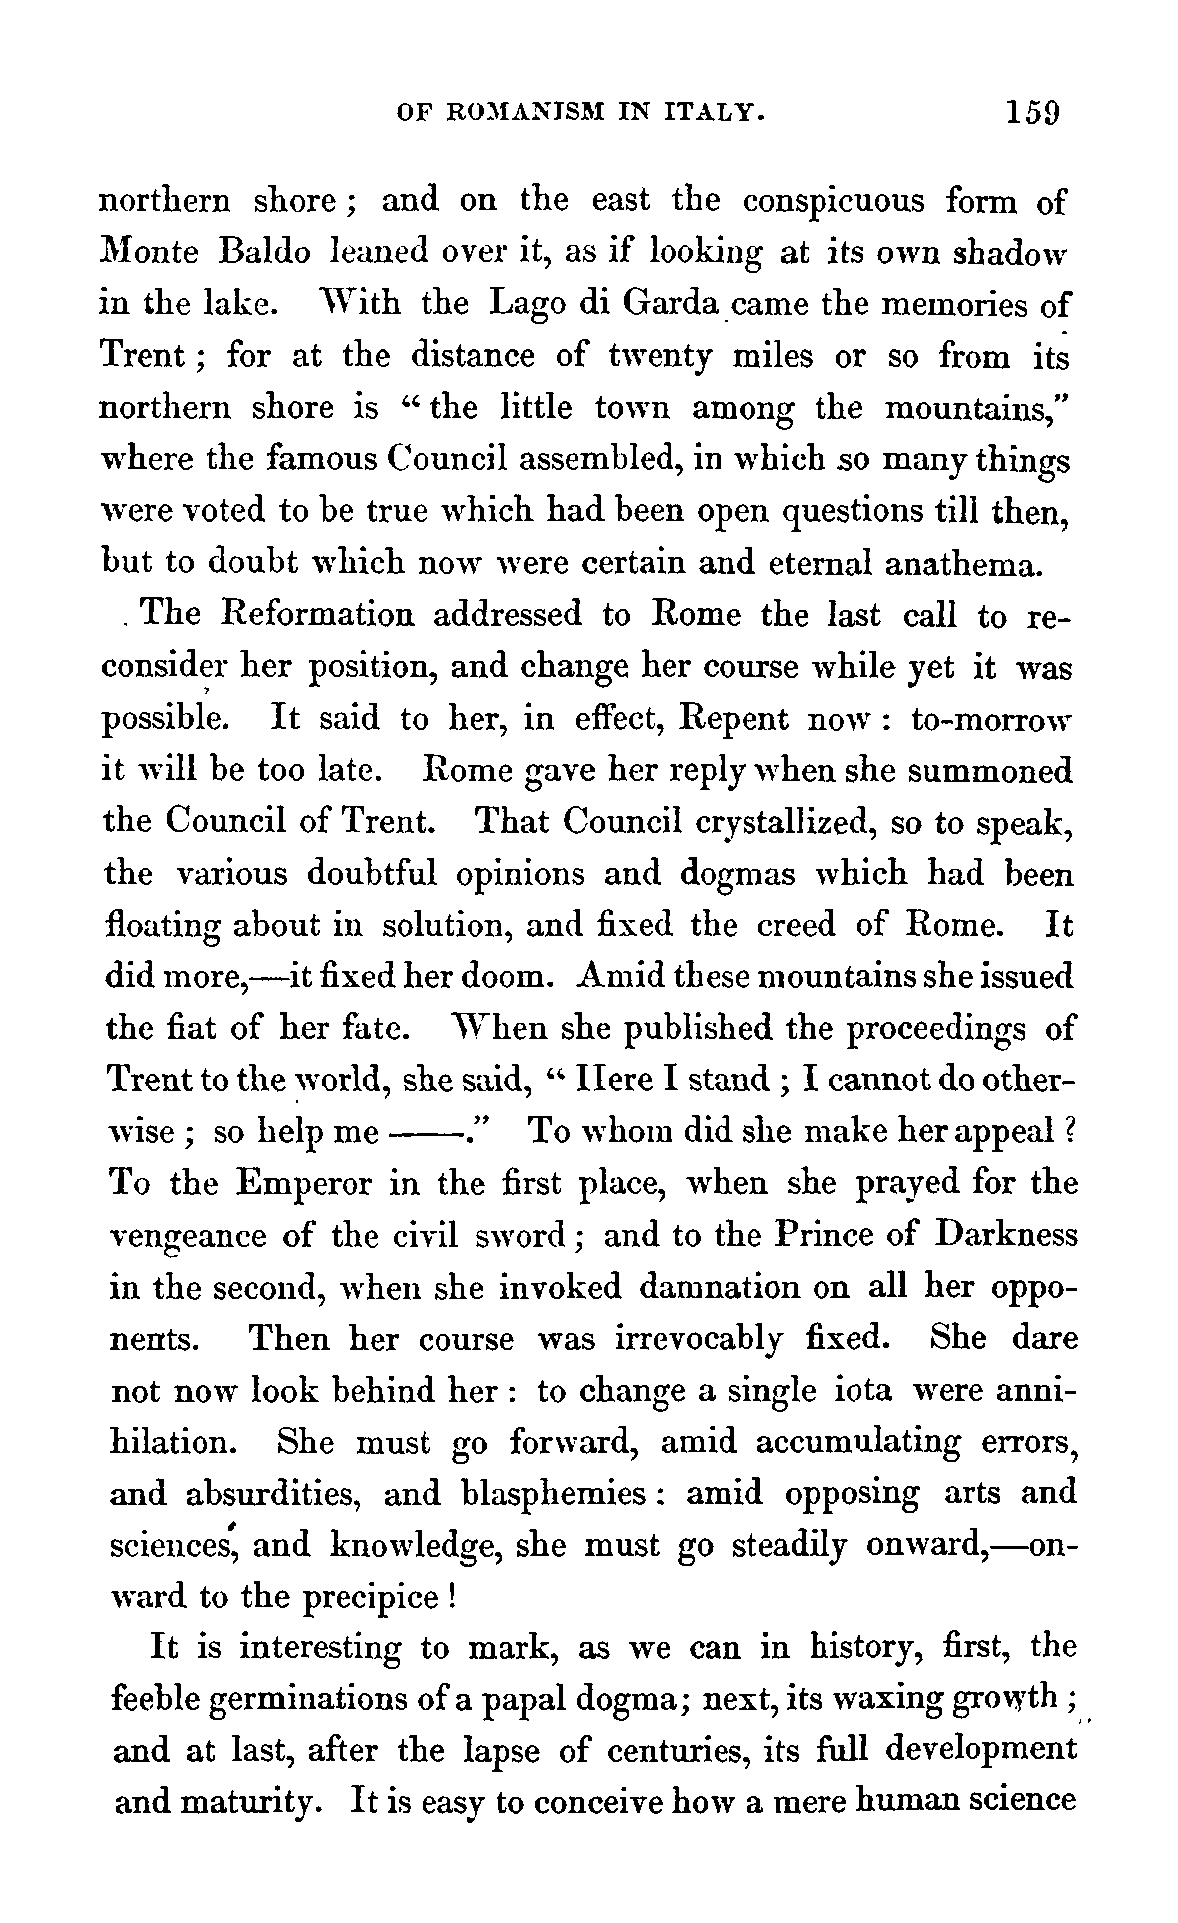 OF ROMANISM IN ITALY. 159
northern shore ; and on the east the conspicuous form of
Monte Baldo leaned over it, as if looking at its own shadow
in the lake. With the Lago di Garda came the memories of
Trent ; for at the distance of twenty miles or so from its
northern shore is “ the little town among the mountains,”
where the famous Council assembled, in which so many things
were voted to be true which had been open questions till then,
but to doubt which now were certain and eternal anathema.
The Reformation addressed to Rome the last call to re-
consider her position, and change her course while yet it was
possible. It said to her, in effect, Repent now : to-morrow
it will be too late. Rome gave her reply when she summoned
the Council of Trent. That Council crystallized, so to speak,
the various doubtful opinions and dogmas which had been
floating about in solution, and fixed the creed of Rome. It
did more,—it fixed her doom. Amid these mountains she issued
the fiat of her fate. When she published the proceedings of
Trent to the world, she said, “ Here I stand ; I cannot do other-
wise ; so help me ——.” To whom did she make her appeal ?
To the Emperor in the first place, when she prayed for the
vengeance of the civil sword ; and to the Prince of Darkness
in the second, when she invoked damnation on all her oppo-
nents. Then her course was irrevocably fixed. She dare
not now look behind her : to change a single iota were anni-
hilation. She must go forward, amid accumulating errors,
and absurdities, and blasphemies : amid opposing arts and
sciences, and knowledge, she must go steadily onward,—on-
ward to the precipice !
It is interesting to mark, as we can in history, first, the
feeble germinations of a papal dogma; next, its waxing growth ;
and at last, after the lapse of centuries, its full development
and maturity. It is easy to conceive how a mere human science